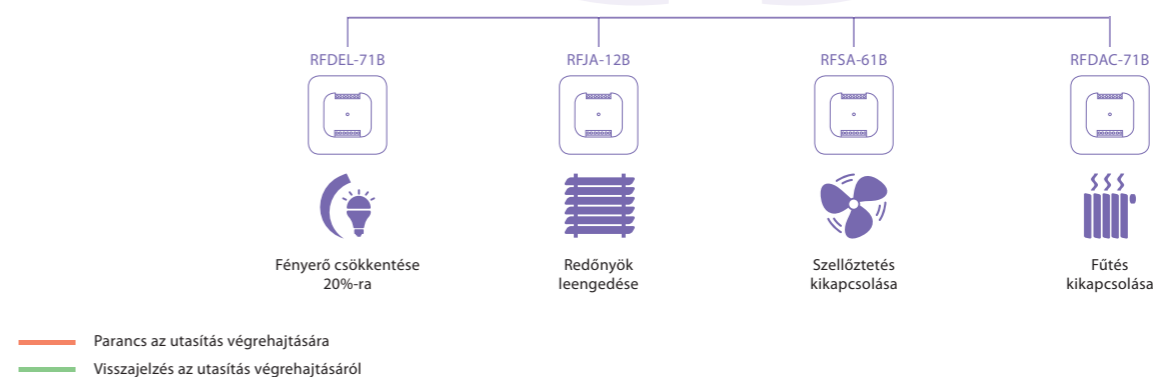 RFDEL-71B
RFJA-12B
RFSA-61B
RFDAC-71B
Fényerő csökkentése
20%-ra
Redőnyök
leengedése
Szellőztetés
kikapcsolása
Fűtés
kikapcsolása
Parancs az utasítás végrehajtására
Visszajelzés az utasítás végrehajtásáról